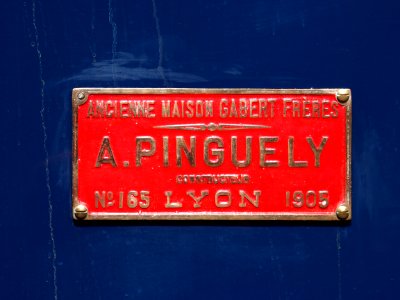 ANCIENNE MAISON GABERT FRÈRES
A. PINGUELY
CONSTRUCTEUR
Nº 165 LYON 1905